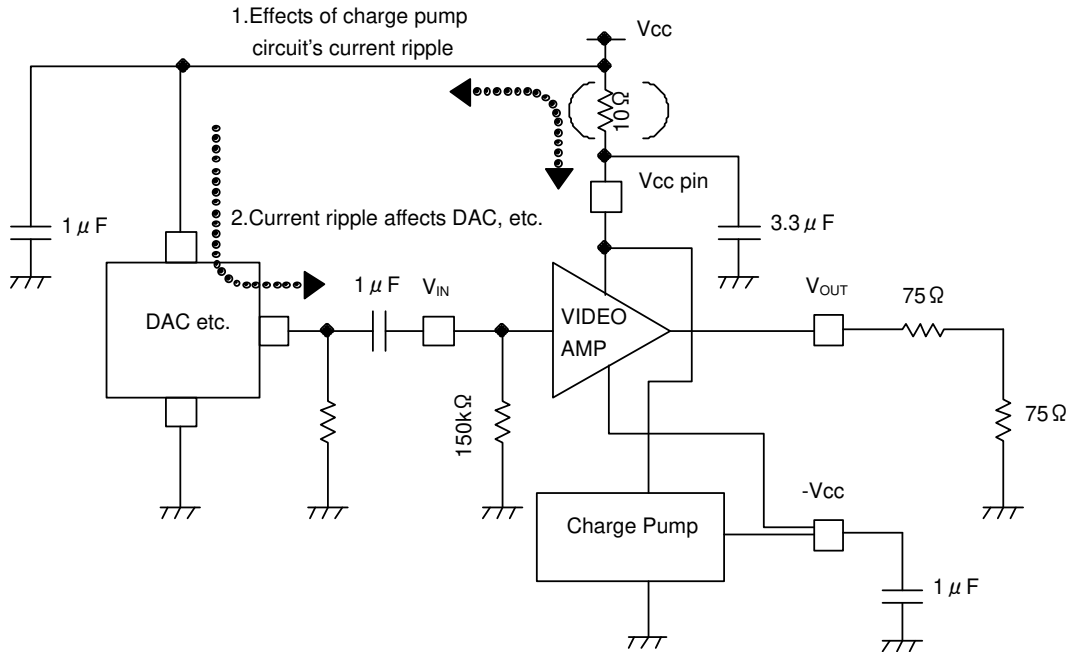 1.Effects of charge pump
circuit's current ripple
Vcc
10Ω
Vcc pin
1μF
2.Current ripple affects DAC, etc.
3.3μF
1μF
VIN
VOUT
75Ω
DAC etc.
VIDEO
AMP
150kΩ
75Ω
-Vcc
Charge Pump
1μF